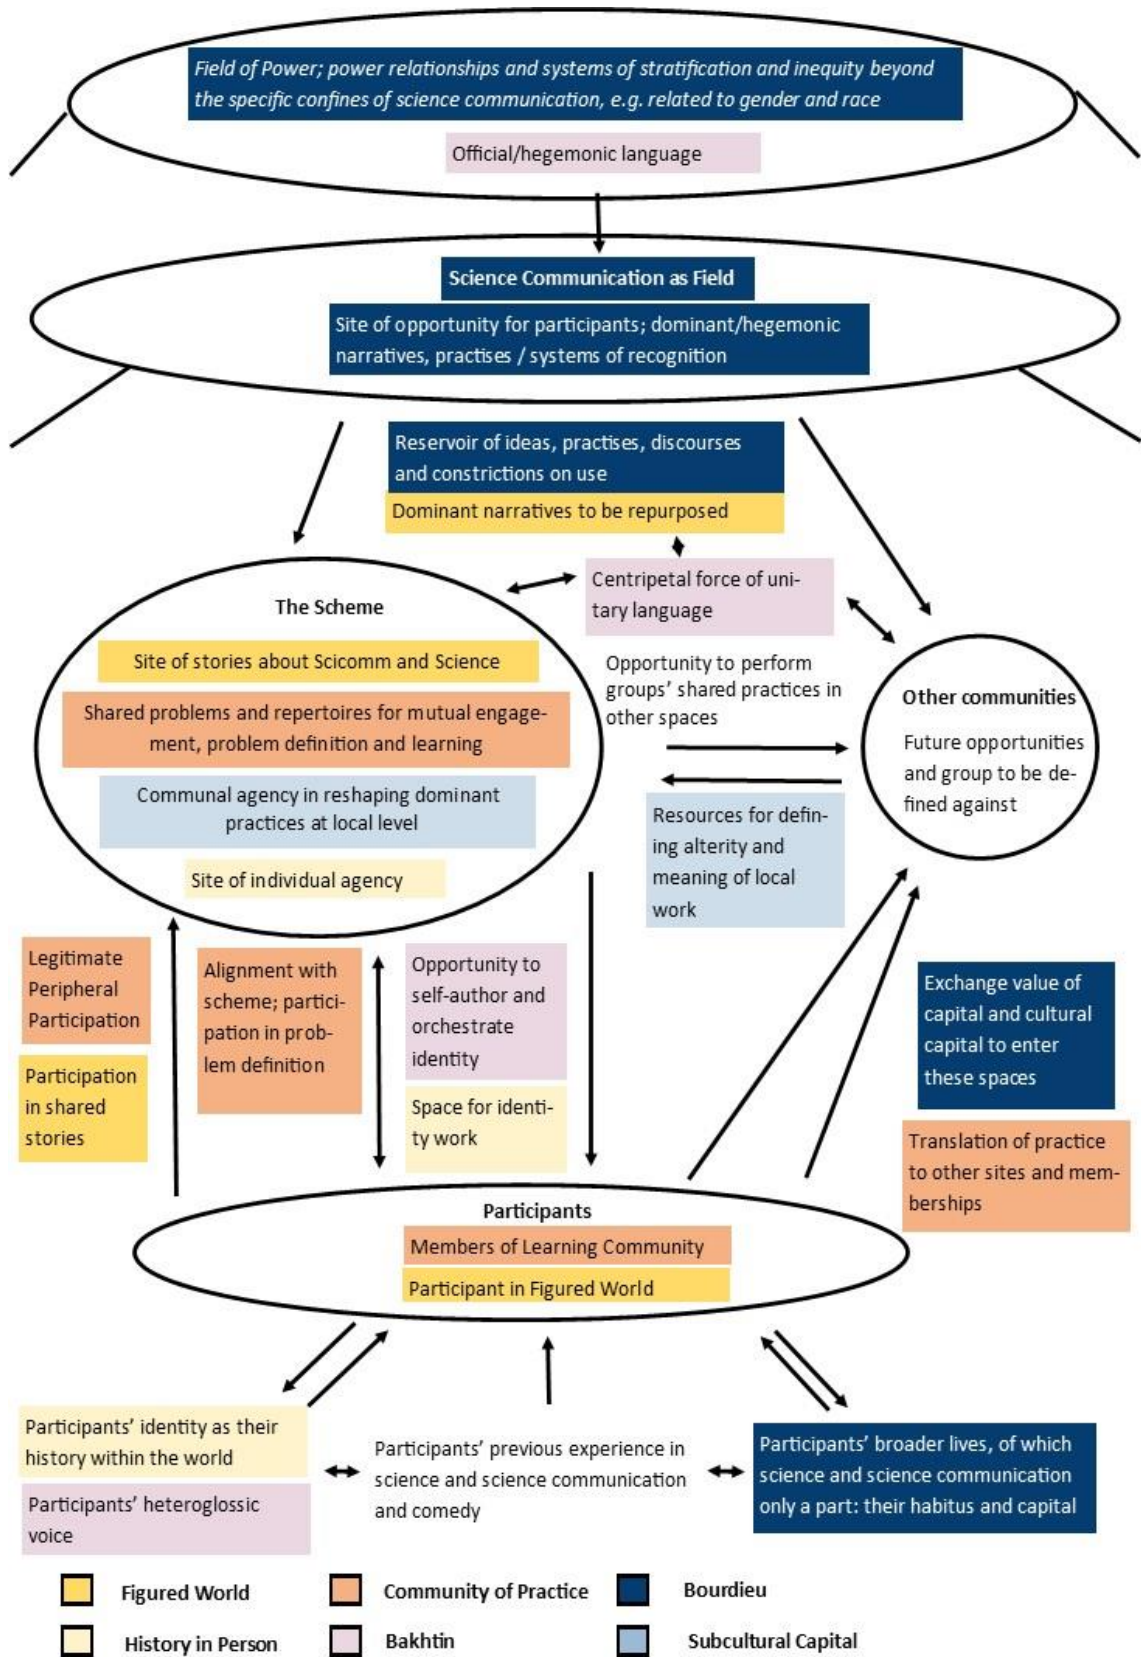 Field of Power; power relationships and systems of stratification and inequity beyond
the specific confines of science communication, e.g. related to gender and race
Official/hegemonic language
Science Communication as Field
Site of opportunity for participants; dominant/hegemonic
narratives, practises / systems of recognition
Reservoir of ideas, practises, discourses
and constrictions on use
Dominant narratives to be repurposed
Centripetal force of uni-
tary language
The Scheme
Site of stories about Scicomm and Science
Shared problems and repertoires for mutual engage-
ment, problem definition and learning
Communal agency in reshaping dominant
practices at local level
Site of individual agency
Opportunity to perform
groups' shared practices in
other spaces
Other communities
Future opportunities
and group to be de-
fined against
Resources for defin-
ing alterity and
meaning of local
work
Legitimate
Peripheral
Participation
Participation
in shared
stories
Alignment with
scheme; partici-
pation in prob-
lem definition
Opportunity to
self-author and
orchestrate
identity
Space for identi-
ty work
Exchange value of
capital and cultural
capital to enter
these spaces
Translation of practice
to other sites and mem-
berships
Participants
Members of Learning Community
Participant in Figured World
Participants' identity as their
history within the world
Participants' heteroglossic
voice
Participants' previous experience in
science and science communication
and comedy
Participants' broader lives, of which
science and science communication
only a part: their habitus and capital
Figured World
Community of Practice
Bourdieu
History in Person
Bakhtin
Subcultural Capital